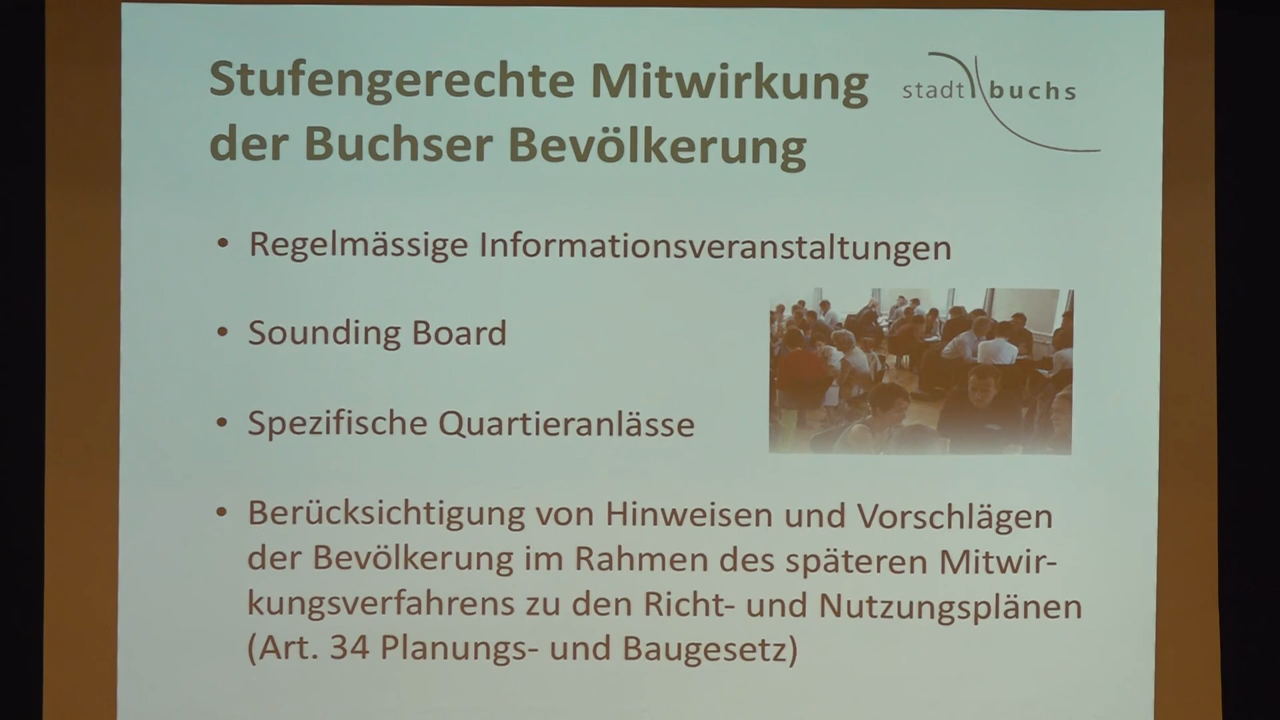 Stufengerechte Mitwirkung
der Buchser Bevölkerung
stadt buchs
• Regelmässige Informationsveranstaltungen
• Sounding Board
• Spezifische Quartieranlässe
• Berücksichtigung von Hinweisen und Vorschlägen
der Bevölkerung im Rahmen des späteren Mitwir-
kungsverfahrens zu den Richt- und Nutzungsplänen
(Art. 34 Planungs- und Baugesetz)